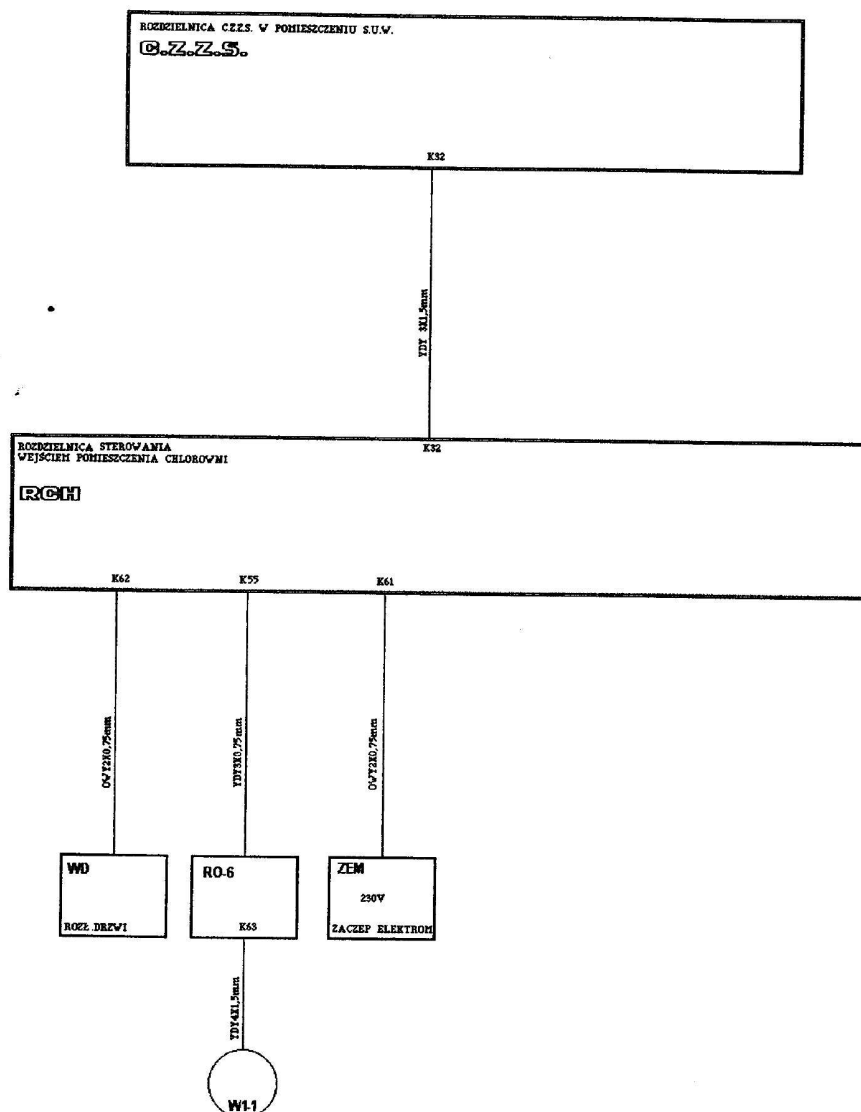 ROZDZIELNICA C.Z.Z.S. W POMIESZCZENIU S.U.W.
C.Z.Z.S.
K32
YDY 3X1,5mm
ROZDZIELNICA STEROWANIA
WEJŚCIEM POMIESZCZENIA CHLOROWNI
K32
RCH
K62
K55
K61
OWY2X0,75mm
YDY3X0,75mm
OWY2X0,75mm
WD
ROZŁ.DRZWI
RO-6
K63
ZEM
230V
ZACZEP ELEKTROM
YDY4X1,5mm
W1-1